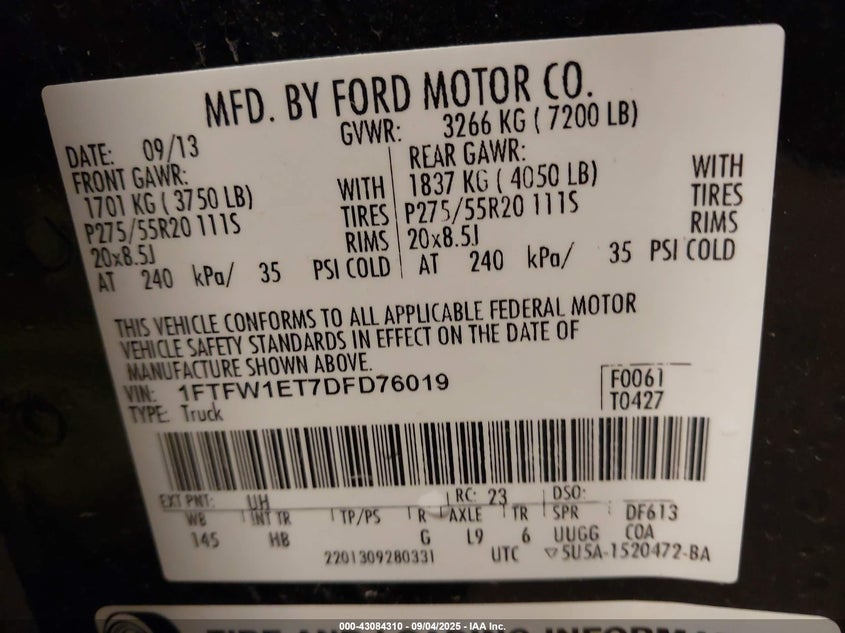 MFD. BY FORD MOTOR CO.
DATE: 09/13 GVWR: 3266 KG ( 7200 LB)
FRONT GAWR: REAR GAWR:
1701 KG ( 3750 LB) WITH 1837 KG ( 4050 LB) WITH
P275/55R20 111S TIRES P275/55R20 111S TIRES
20x8.5J RIMS 20x8.5J RIMS
AT 240 kPa/ 35 PSI COLD AT 240 kPa/ 35 PSI COLD
THIS VEHICLE CONFORMS TO ALL APPLICABLE FEDERAL MOTOR
VEHICLE SAFETY STANDARDS IN EFFECT ON THE DATE OF
MANUFACTURE SHOWN ABOVE.
VIN: 1FTFW1ET7DFD76019 F0061
TYPE: Truck T0427
EXT PNT: UH RC: 23 DSO:
WB INT TR TP/PS R AXLE TR SPR DF613
145 HB G L9 6 UUGG COA
2201309280331 UTC ▽5U5A-1520472-BA
000-43084310 - 09/04/2025 - IAA Inc.